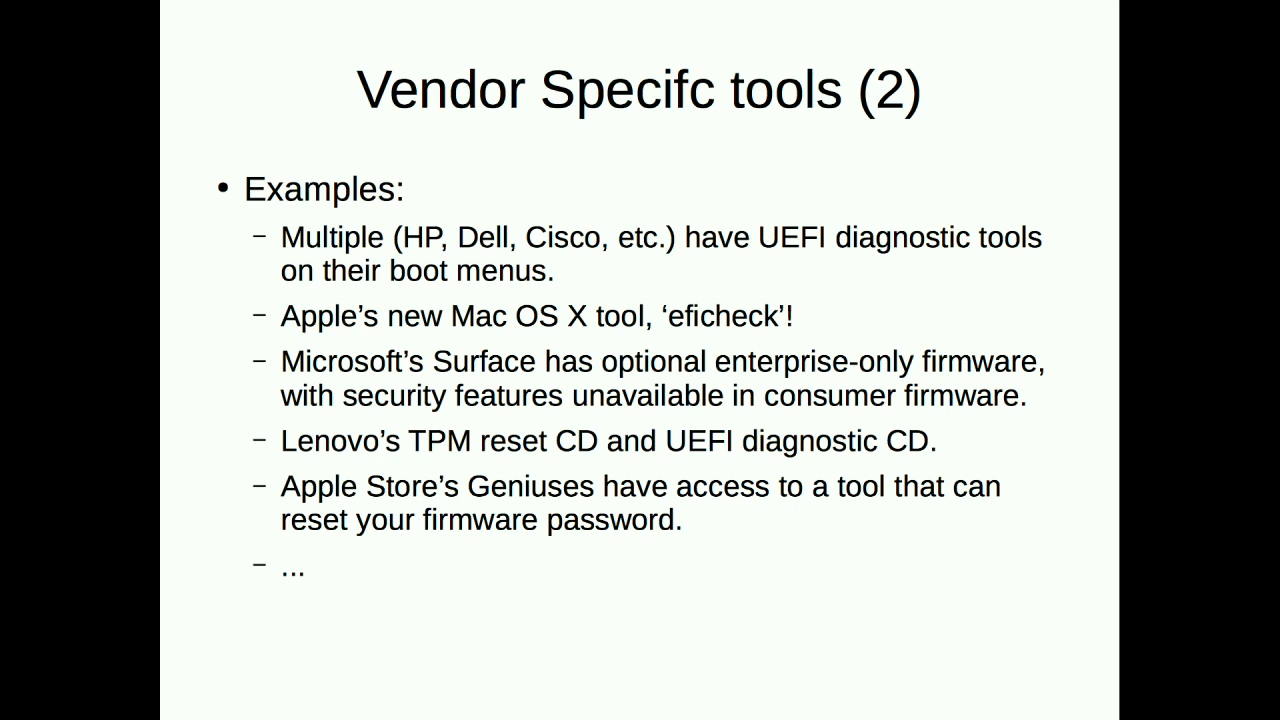 Vendor Specifc tools (2)
• Examples:
– Multiple (HP, Dell, Cisco, etc.) have UEFI diagnostic tools
on their boot menus.
– Apple’s new Mac OS X tool, ‘eficheck’!
– Microsoft’s Surface has optional enterprise-only firmware,
with security features unavailable in consumer firmware.
– Lenovo’s TPM reset CD and UEFI diagnostic CD.
– Apple Store’s Geniuses have access to a tool that can
reset your firmware password.
– ...